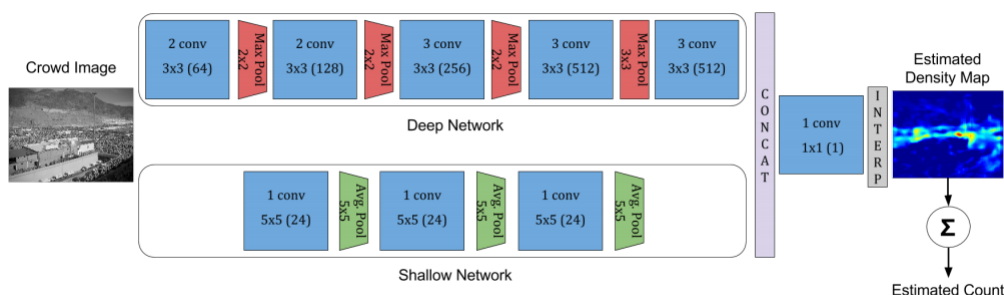 Crowd Image
2 conv
3x3 (64)
Max Pool
2x2
2 conv
3x3 (128)
Max Pool
2x2
3 conv
3x3 (256)
Max Pool
2x2
3 conv
3x3 (512)
Max Pool
3x3
3 conv
3x3 (512)
Deep Network
1 conv
5x5 (24)
Avg. Pool
5x5
1 conv
5x5 (24)
Avg. Pool
5x5
1 conv
5x5 (24)
Avg. Pool
5x5
Shallow Network
CONCAT
1 conv
1x1 (1)
INTERP
Estimated
Density Map
Σ
Estimated Count